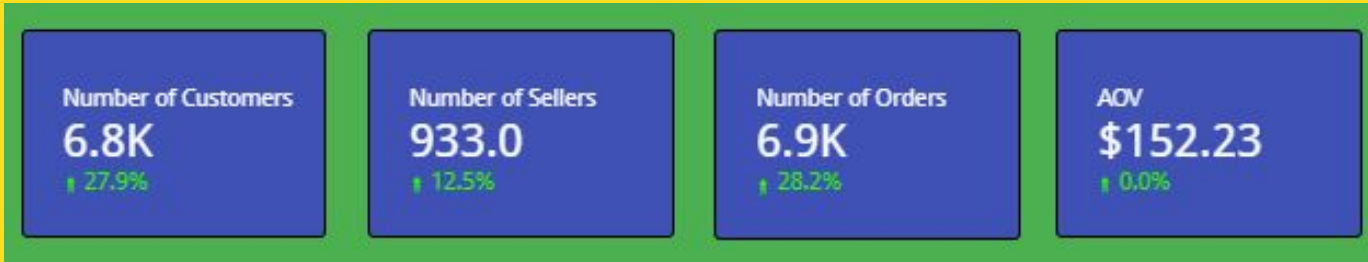 Number of Customers
6.8K
⬆ 27.9%
Number of Sellers
933.0
⬆ 12.5%
Number of Orders
6.9K
⬆ 28.2%
AOV
$152.23
⬆ 0.0%